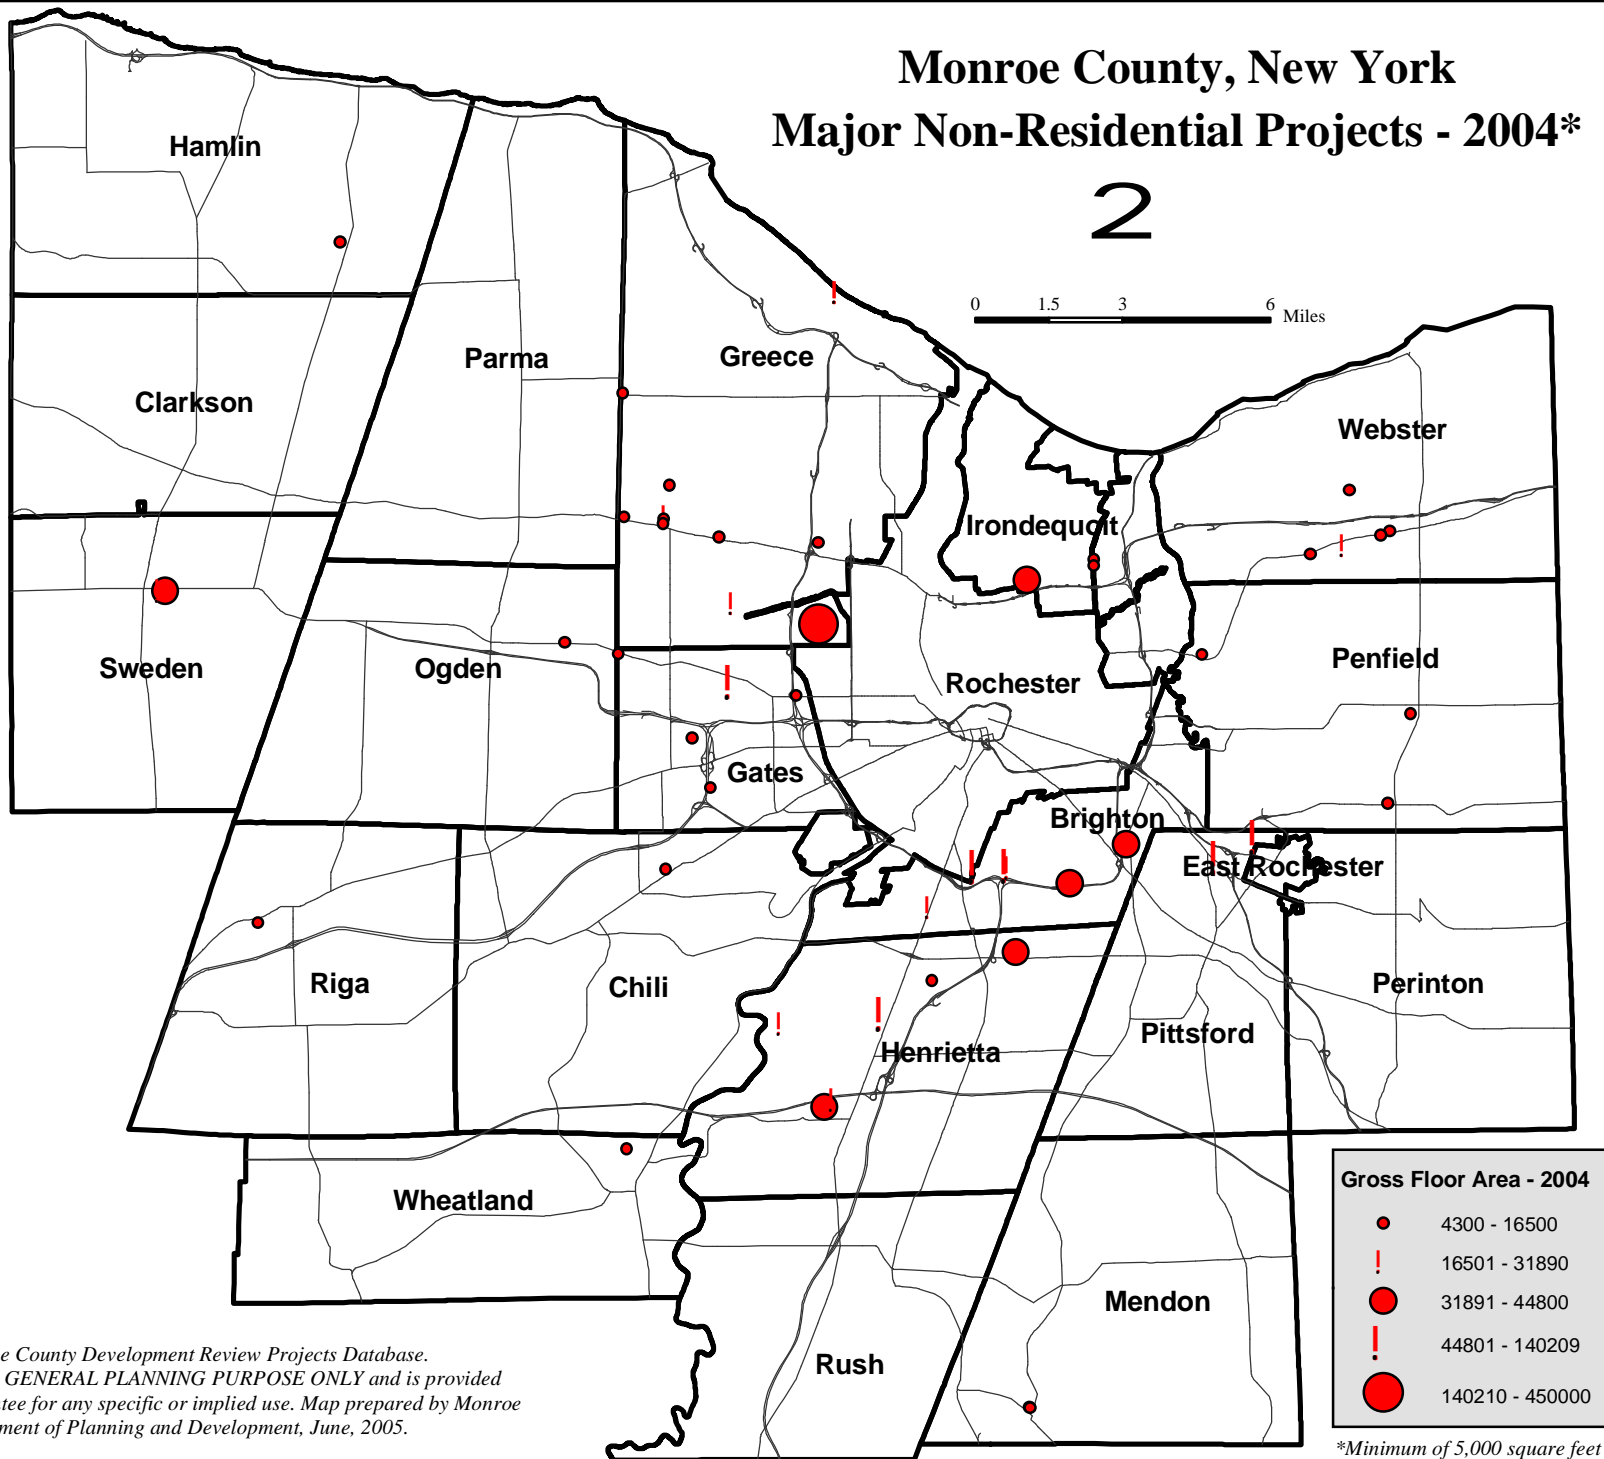 Monroe County, New York
Major Non-Residential Projects - 2004*
2
0 1.5 3 6 Miles
Hamlin
Parma
Greece
Clarkson
Webster
Irondequoit
Sweden
Ogden
Rochester
Penfield
Gates
Brighton
East Rochester
Riga
Chili
Perinton
Pittsford
Henrietta
Wheatland
Mendon
Rush
Gross Floor Area - 2004
4300 - 16500
16501 - 31890
31891 - 44800
44801 - 140209
140210 - 450000
*Minimum of 5,000 square feet
e County Development Review Projects Database.
GENERAL PLANNING PURPOSE ONLY and is provided
tee for any specific or implied use. Map prepared by Monroe
ment of Planning and Development, June, 2005.